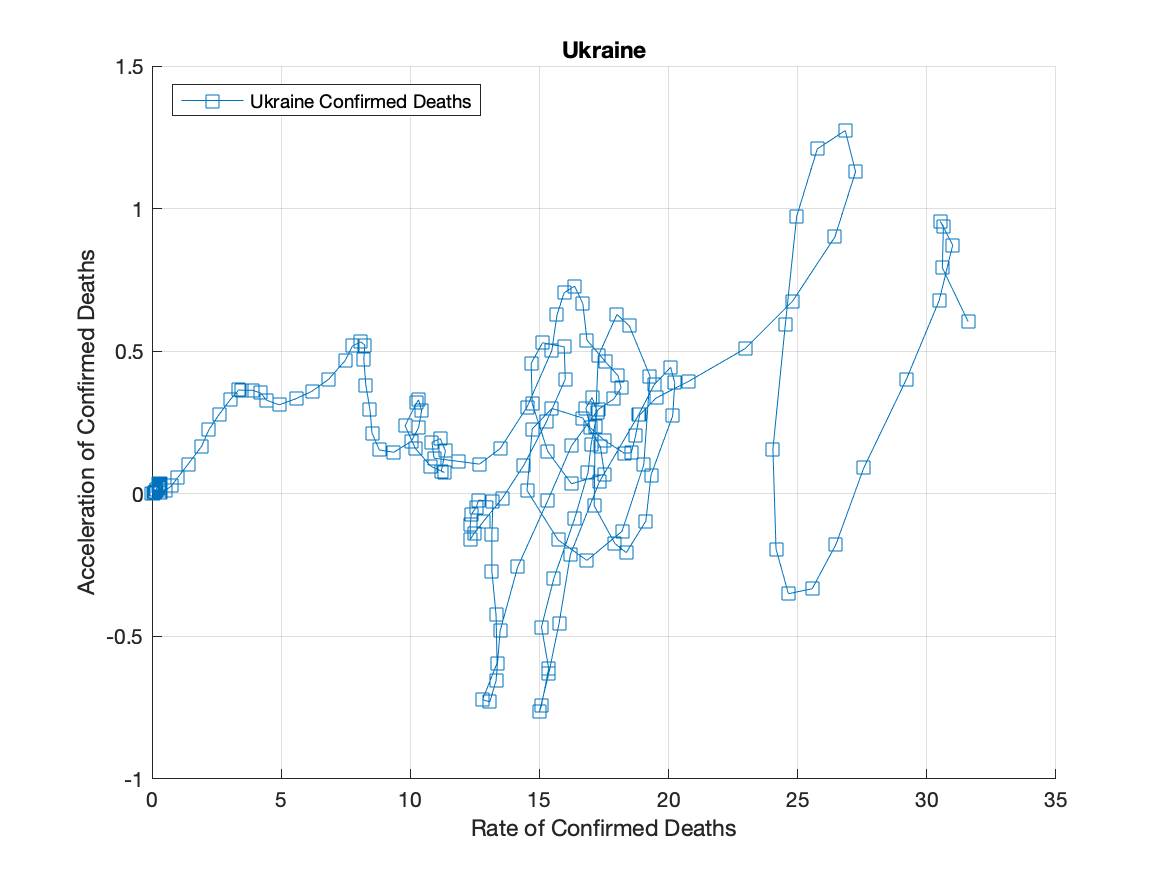 Ukraine
1.5
Ukraine Confirmed Deaths
1
0.5
0
-0.5
-1
Acceleration of Confirmed Deaths
0 5 10 15 20 25 30 35
Rate of Confirmed Deaths